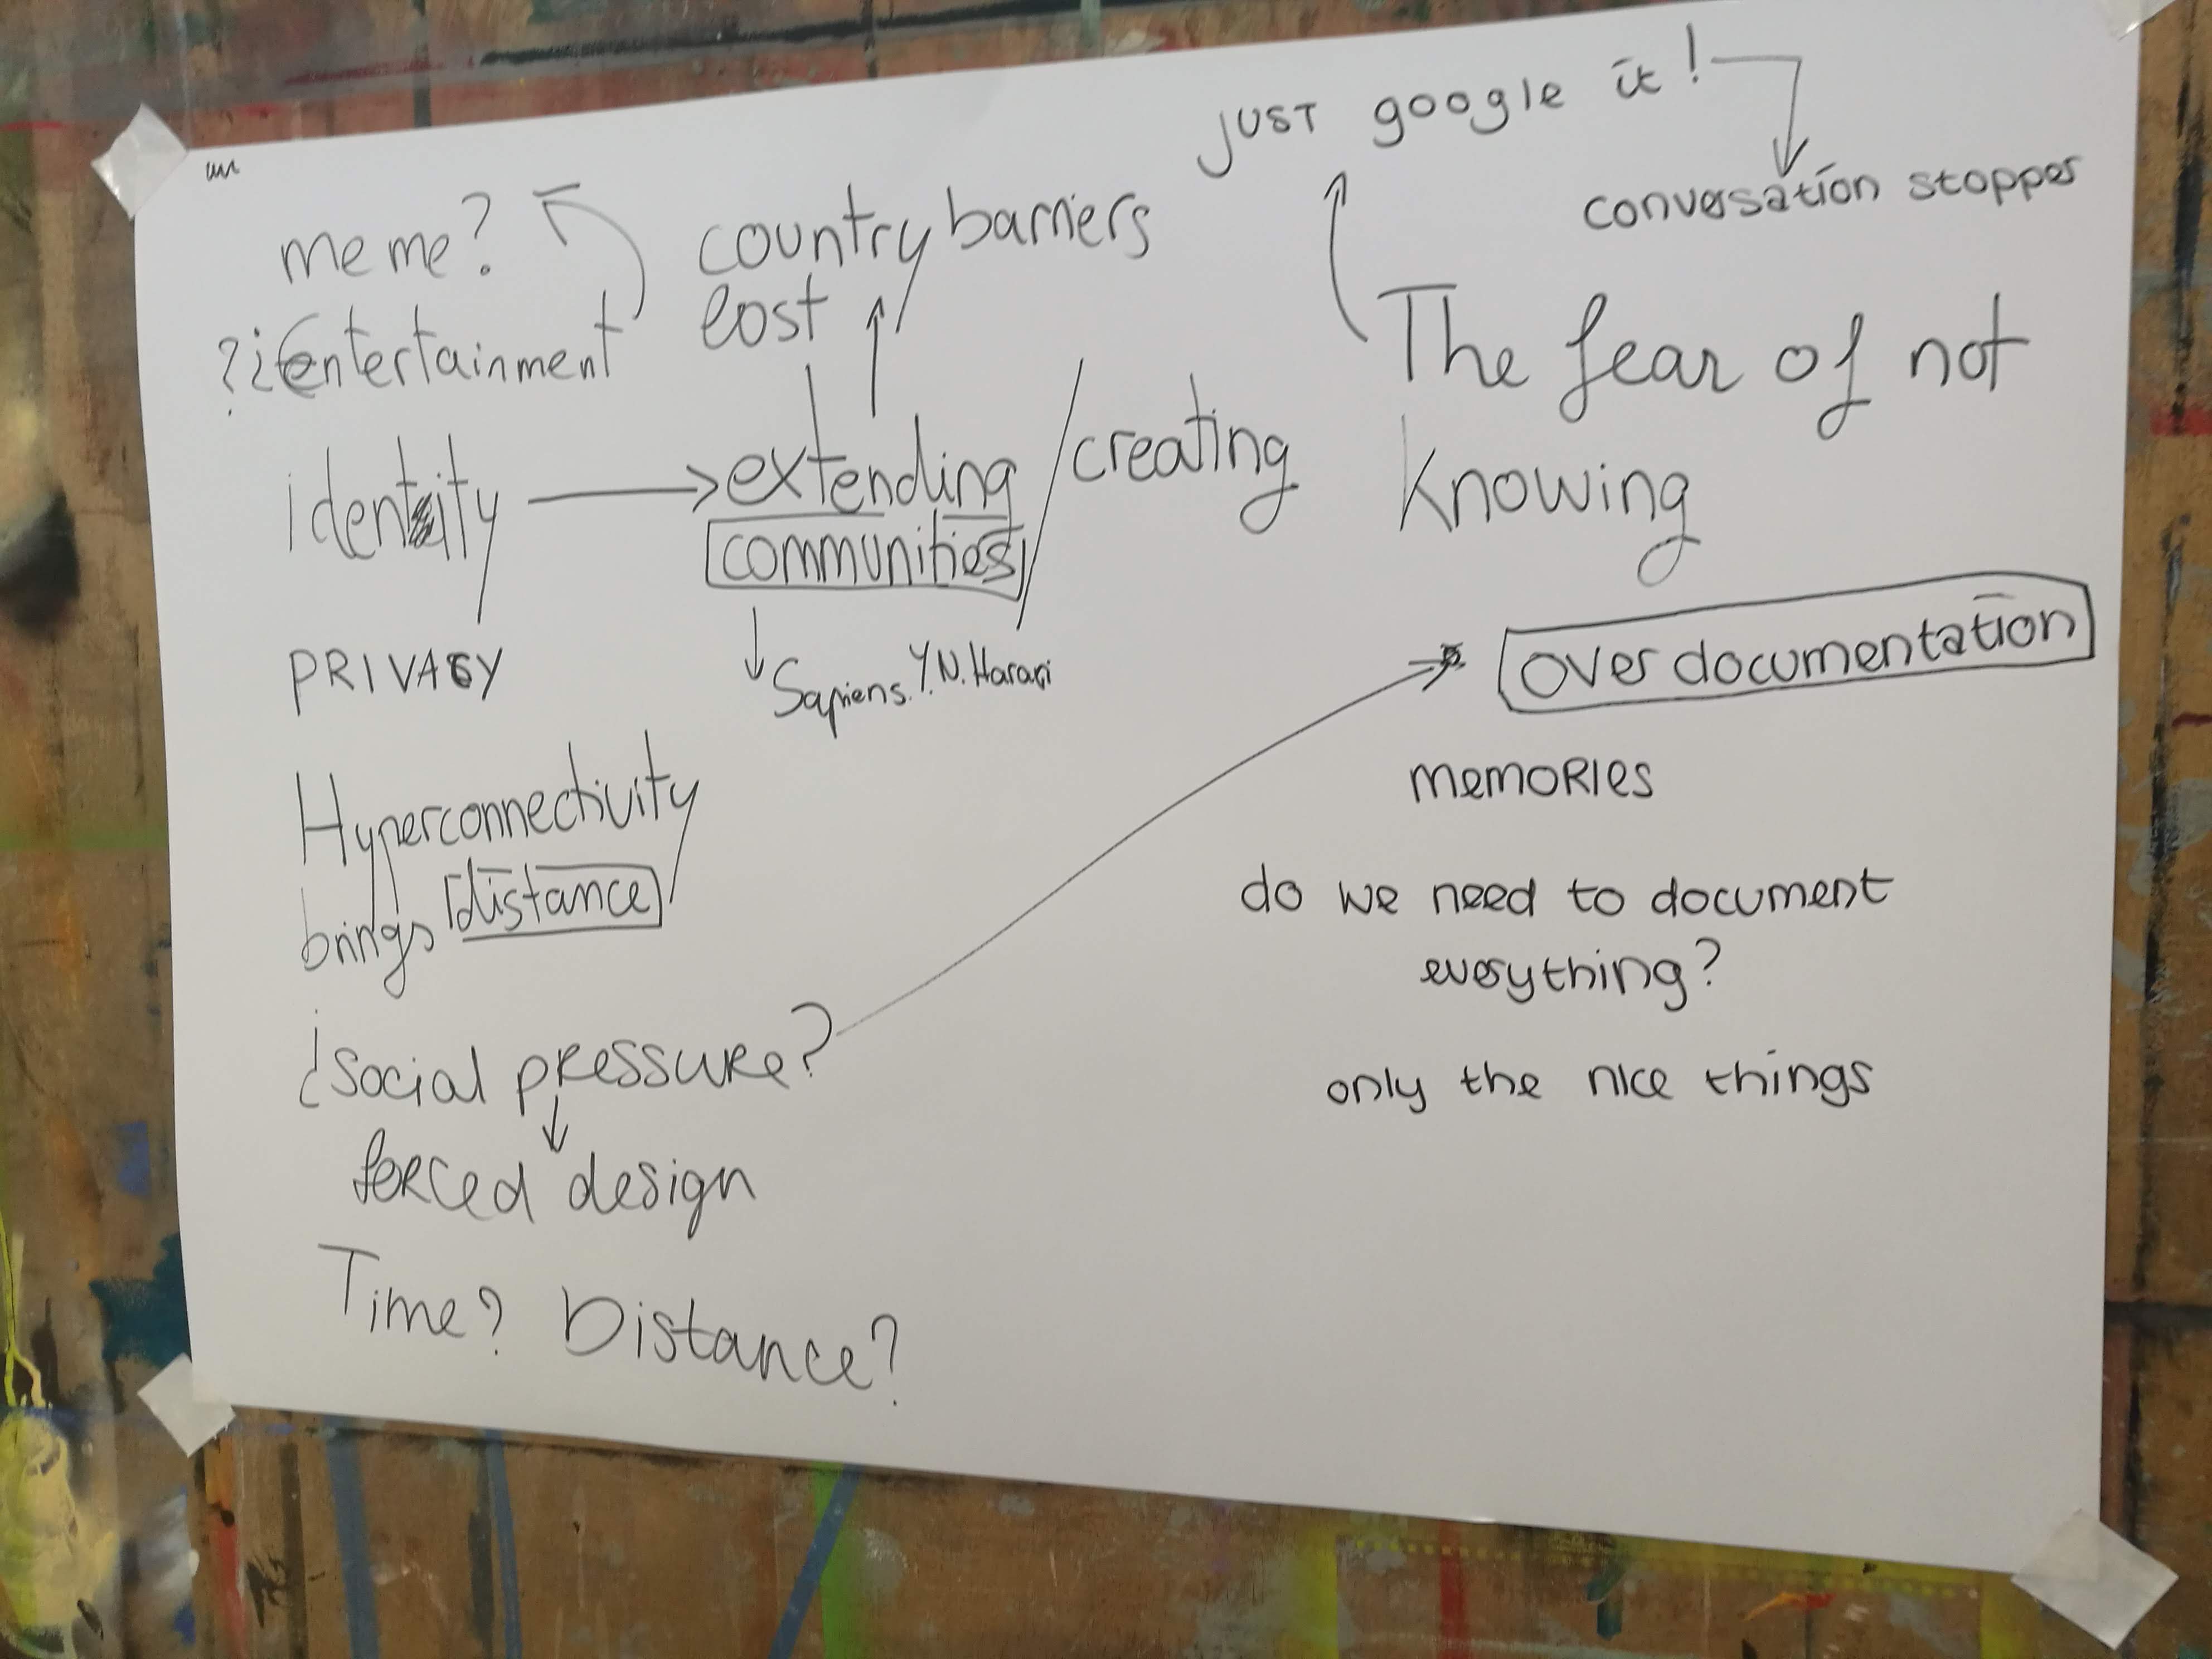 meme?
?¿entertainment
identity
PRIVACY
Hyperconnectivity
brings distance
¿Social pressure?
forced design
Time? Distance?
country barriers
lost
extending / creating
communities
Sapiens. Y.N. Harari
just google it!
conversation stopper
The fear of not
knowing
over documentation
memories
do we need to document
everything?
only the nice things